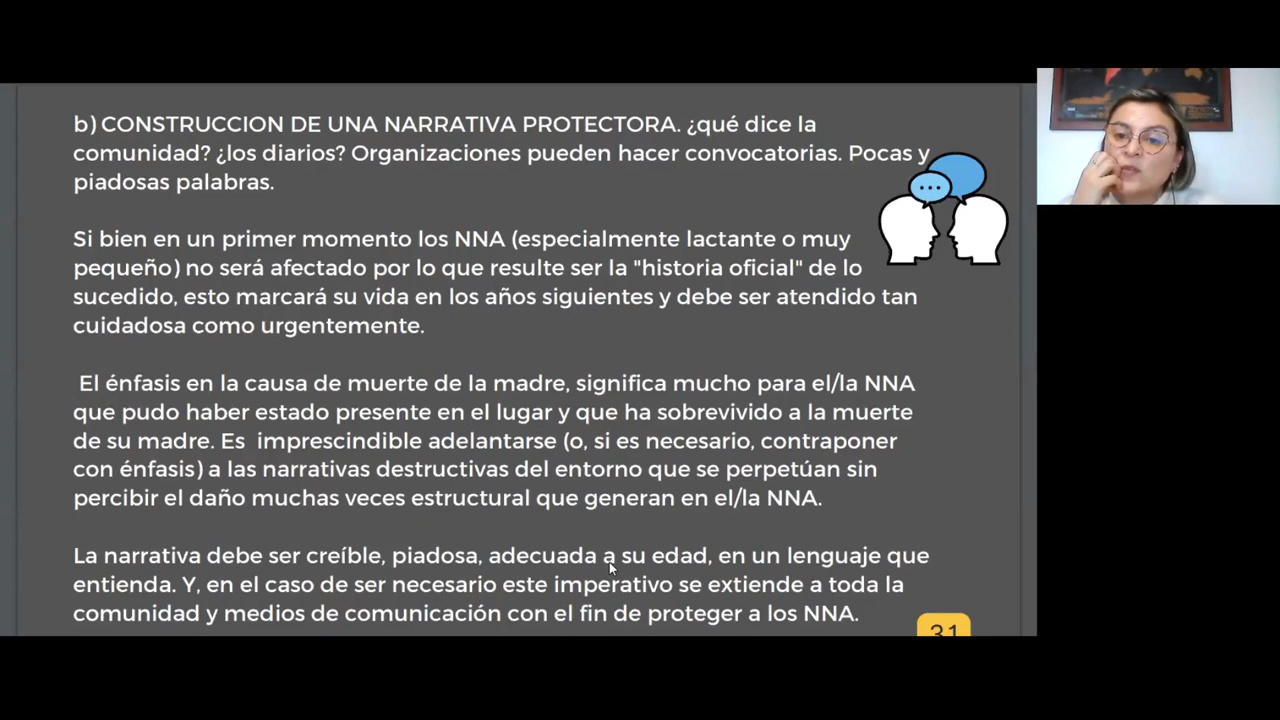 b) CONSTRUCCION DE UNA NARRATIVA PROTECTORA. ¿qué dice la
comunidad? ¿los diarios? Organizaciones pueden hacer convocatorias. Pocas y
piadosas palabras.
Si bien en un primer momento los NNA (especialmente lactante o muy
pequeño) no será afectado por lo que resulte ser la "historia oficial" de lo
sucedido, esto marcará su vida en los años siguientes y debe ser atendido tan
cuidadosa como urgentemente.
El énfasis en la causa de muerte de la madre, significa mucho para el/la NNA
que pudo haber estado presente en el lugar y que ha sobrevivido a la muerte
de su madre. Es imprescindible adelantarse (o, si es necesario, contraponer
con énfasis) a las narrativas destructivas del entorno que se perpetúan sin
percibir el daño muchas veces estructural que generan en el/la NNA.
La narrativa debe ser creíble, piadosa, adecuada a su edad, en un lenguaje que
entienda. Y, en el caso de ser necesario este imperativo se extiende a toda la
comunidad y medios de comunicación con el fin de proteger a los NNA.
31